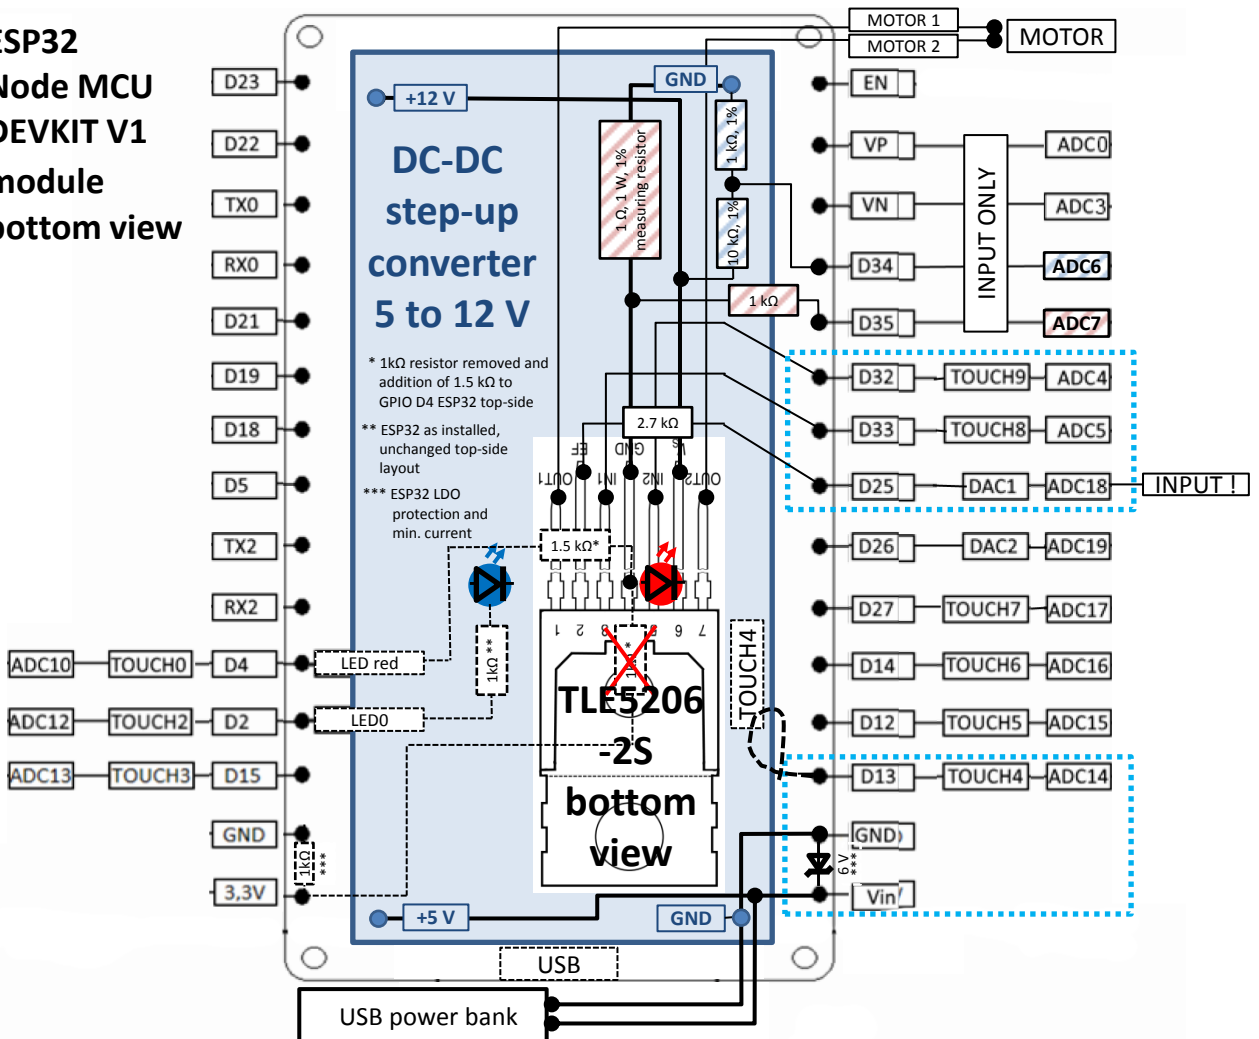 ESP32
Node MCU
DEVKIT V1
module
bottom view
MOTOR 1
MOTOR 2
MOTOR
D23
D22
TX0
RX0
D21
D19
D18
D5
TX2
RX2
ADC10 TOUCH0 D4
ADC12 TOUCH2 D2
ADC13 TOUCH3 D15
GND
3,3V
LED red
LED0
1kΩ ***
1kΩ **
+12 V
GND
DC-DC
step-up
converter
5 to 12 V
* 1kΩ resistor removed and
addition of 1.5 kΩ to
GPIO D4 ESP32 top-side
** ESP32 as installed,
unchanged top-side
layout
*** ESP32 LDO
protection and
min. current
1 Ω, 1 W, 1%
measuring resistor
1 kΩ, 1%
10 kΩ, 1%
1 kΩ
2.7 kΩ
EF GND VS
OUT1 IN1 IN2 OUT2
1.5 kΩ*
1 2 3 5 6 7
TLE5206
-2S
bottom
view
TOUCH4
+5 V
GND
USB
USB power bank
EN
VP ADC0
VN ADC3
INPUT ONLY
D34 ADC6
D35 ADC7
D32 TOUCH9 ADC4
D33 TOUCH8 ADC5
D25 DAC1 ADC18 INPUT !
D26 DAC2 ADC19
D27 TOUCH7 ADC17
D14 TOUCH6 ADC16
D12 TOUCH5 ADC15
D13 TOUCH4 ADC14
GND
6 V
***
Vin